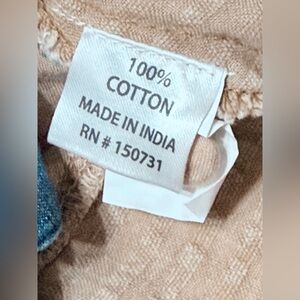 100%
COTTON
MADE IN INDIA
RN # 150731